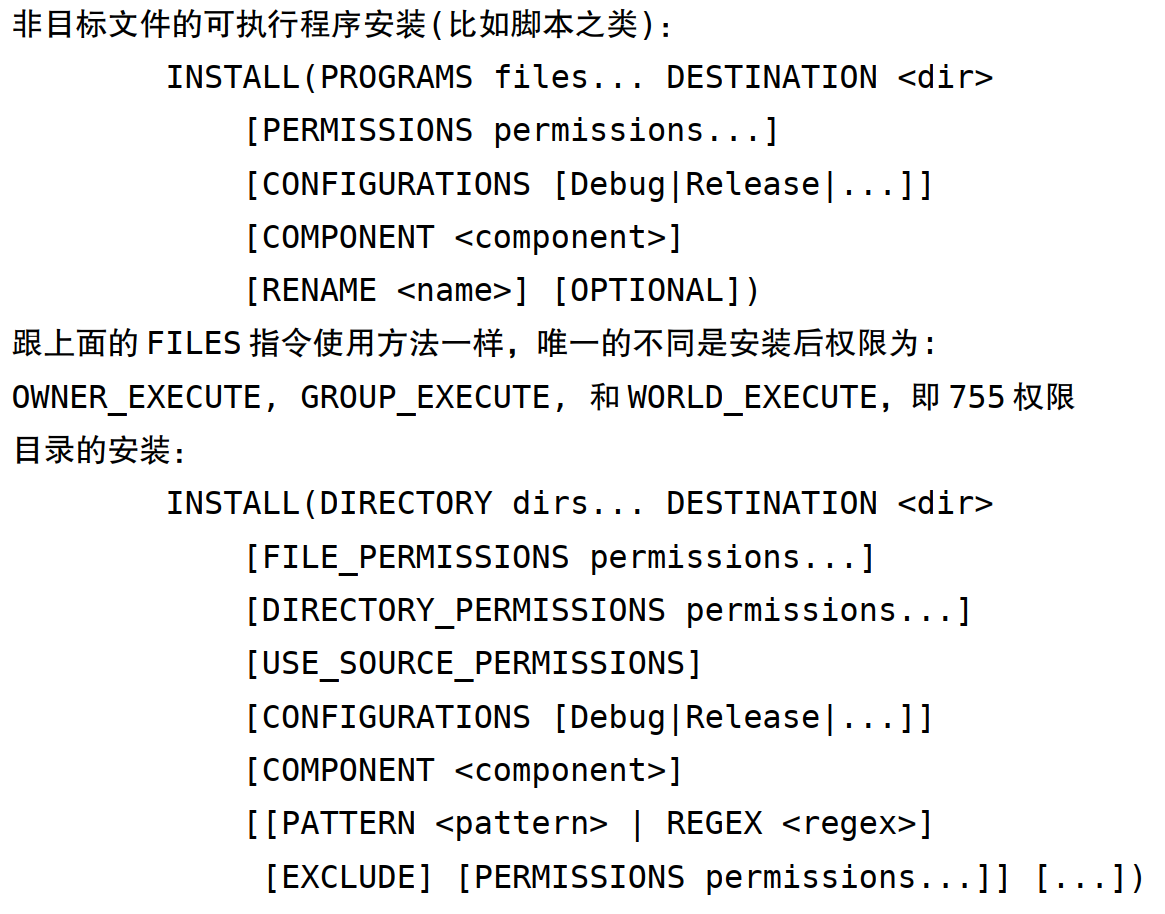 非目标文件的可执行程序安装(比如脚本之类):
INSTALL(PROGRAMS files... DESTINATION <dir>
[PERMISSIONS permissions...]
[CONFIGURATIONS [Debug|Release|...]]
[COMPONENT <component>]
[RENAME <name>] [OPTIONAL])
跟上面的 FILES 指令使用方法一样，唯一的不同是安装后权限为:
OWNER_EXECUTE, GROUP_EXECUTE, 和 WORLD_EXECUTE，即 755 权限
目录的安装:
INSTALL(DIRECTORY dirs... DESTINATION <dir>
[FILE_PERMISSIONS permissions...]
[DIRECTORY_PERMISSIONS permissions...]
[USE_SOURCE_PERMISSIONS]
[CONFIGURATIONS [Debug|Release|...]]
[COMPONENT <component>]
[[PATTERN <pattern> | REGEX <regex>]
[EXCLUDE] [PERMISSIONS permissions...]] [...])